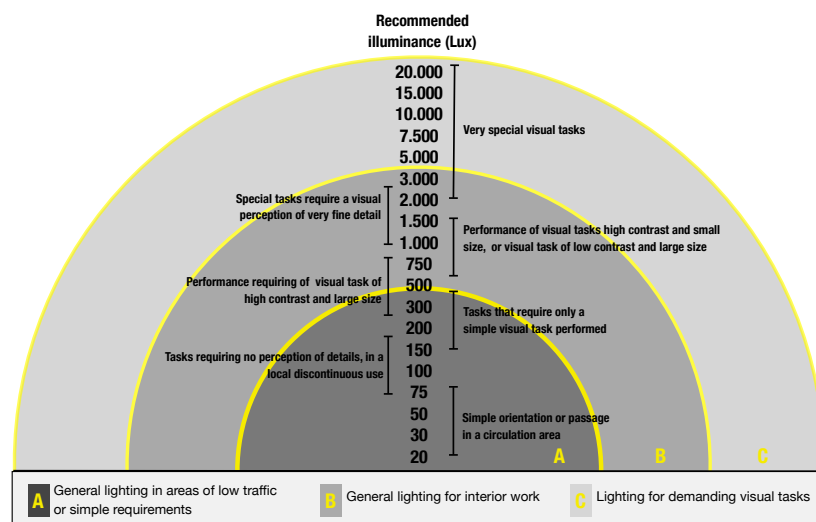 Recommended
illuminance (Lux)
20.000
15.000
10.000
7.500
5.000
3.000
2.000
1.500
1.000
750
500
300
200
150
100
75
50
30
20
Very special visual tasks
Special tasks require a visual
perception of very fine detail
Performance of visual tasks high contrast and small
size, or visual task of low contrast and large size
Performance requiring of visual task of
high contrast and large size
Tasks that require only a
simple visual task performed
Tasks requiring no perception of details, in a
local discontinuous use
Simple orientation or passage
in a circulation area
A B C
A General lighting in areas of low traffic
or simple requirements
B General lighting for interior work
C Lighting for demanding visual tasks